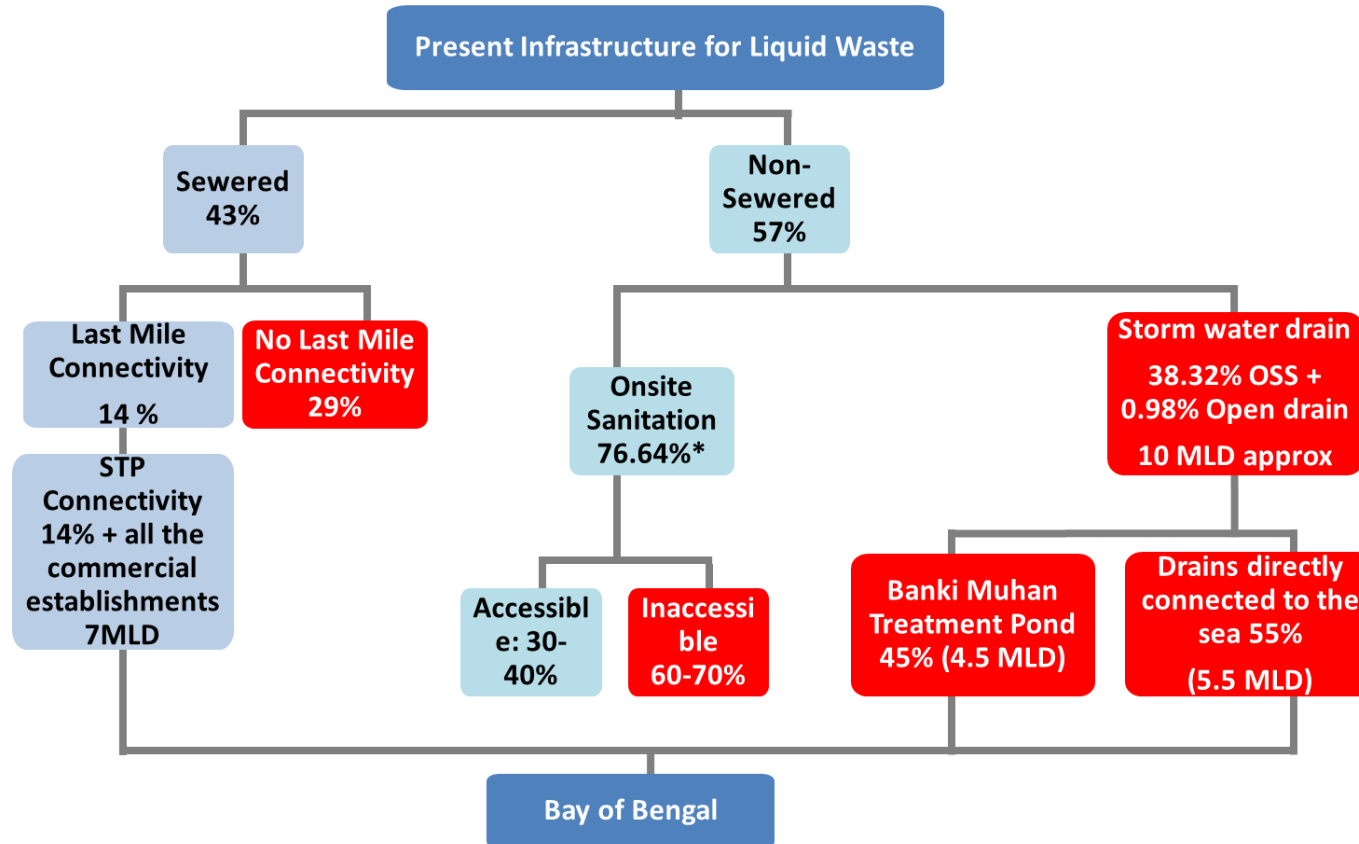 Present Infrastructure for Liquid Waste
Sewered
43%
Non-
Sewered
57%
Last Mile
Connectivity
14 %
No Last Mile
Connectivity
29%
Onsite
Sanitation
76.64%*
Storm water drain
38.32% OSS +
0.98% Open drain
10 MLD approx
STP
Connectivity
14% + all the
commercial
establishments
7MLD
Accessibl
e: 30-
40%
Inaccessi
ble
60-70%
Banki Muhan
Treatment Pond
45% (4.5 MLD)
Drains directly
connected to the
sea 55%
(5.5 MLD)
Bay of Bengal